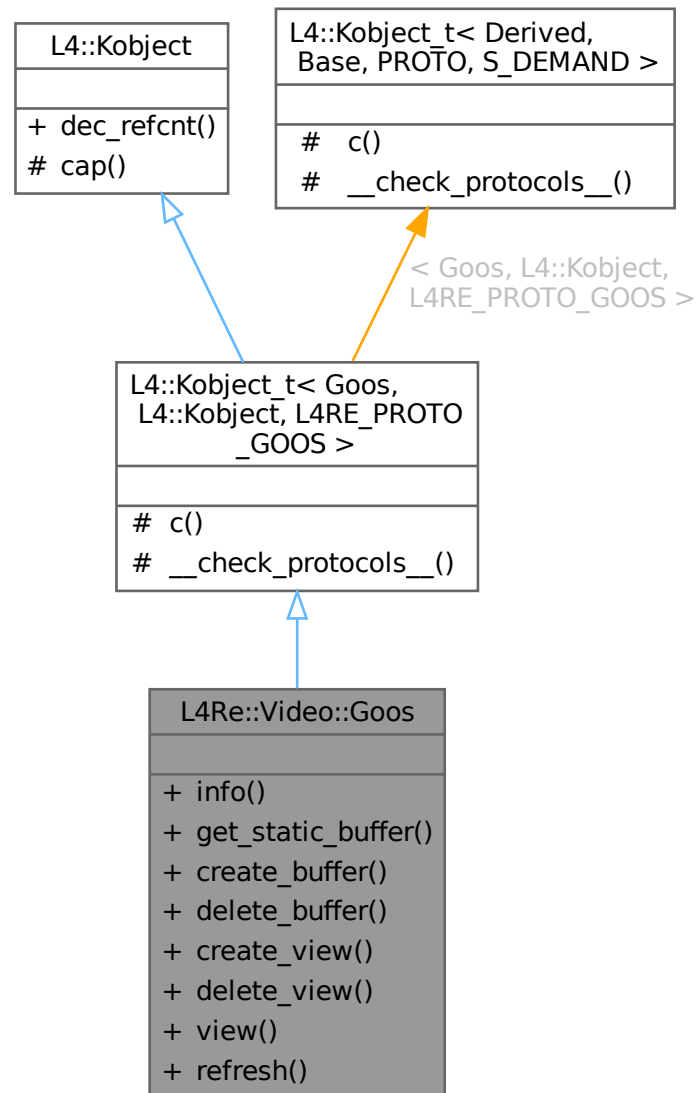 L4::Kobject
+ dec_refcnt()
# cap()
L4::Kobject_t< Derived,
Base, PROTO, S_DEMAND >
# c()
# __check_protocols__()
< Goos, L4::Kobject,
L4RE_PROTO_GOOS >
L4::Kobject_t< Goos,
L4::Kobject, L4RE_PROTO
_GOOS >
# c()
# __check_protocols__()
L4Re::Video::Goos
+ info()
+ get_static_buffer()
+ create_buffer()
+ delete_buffer()
+ create_view()
+ delete_view()
+ view()
+ refresh()